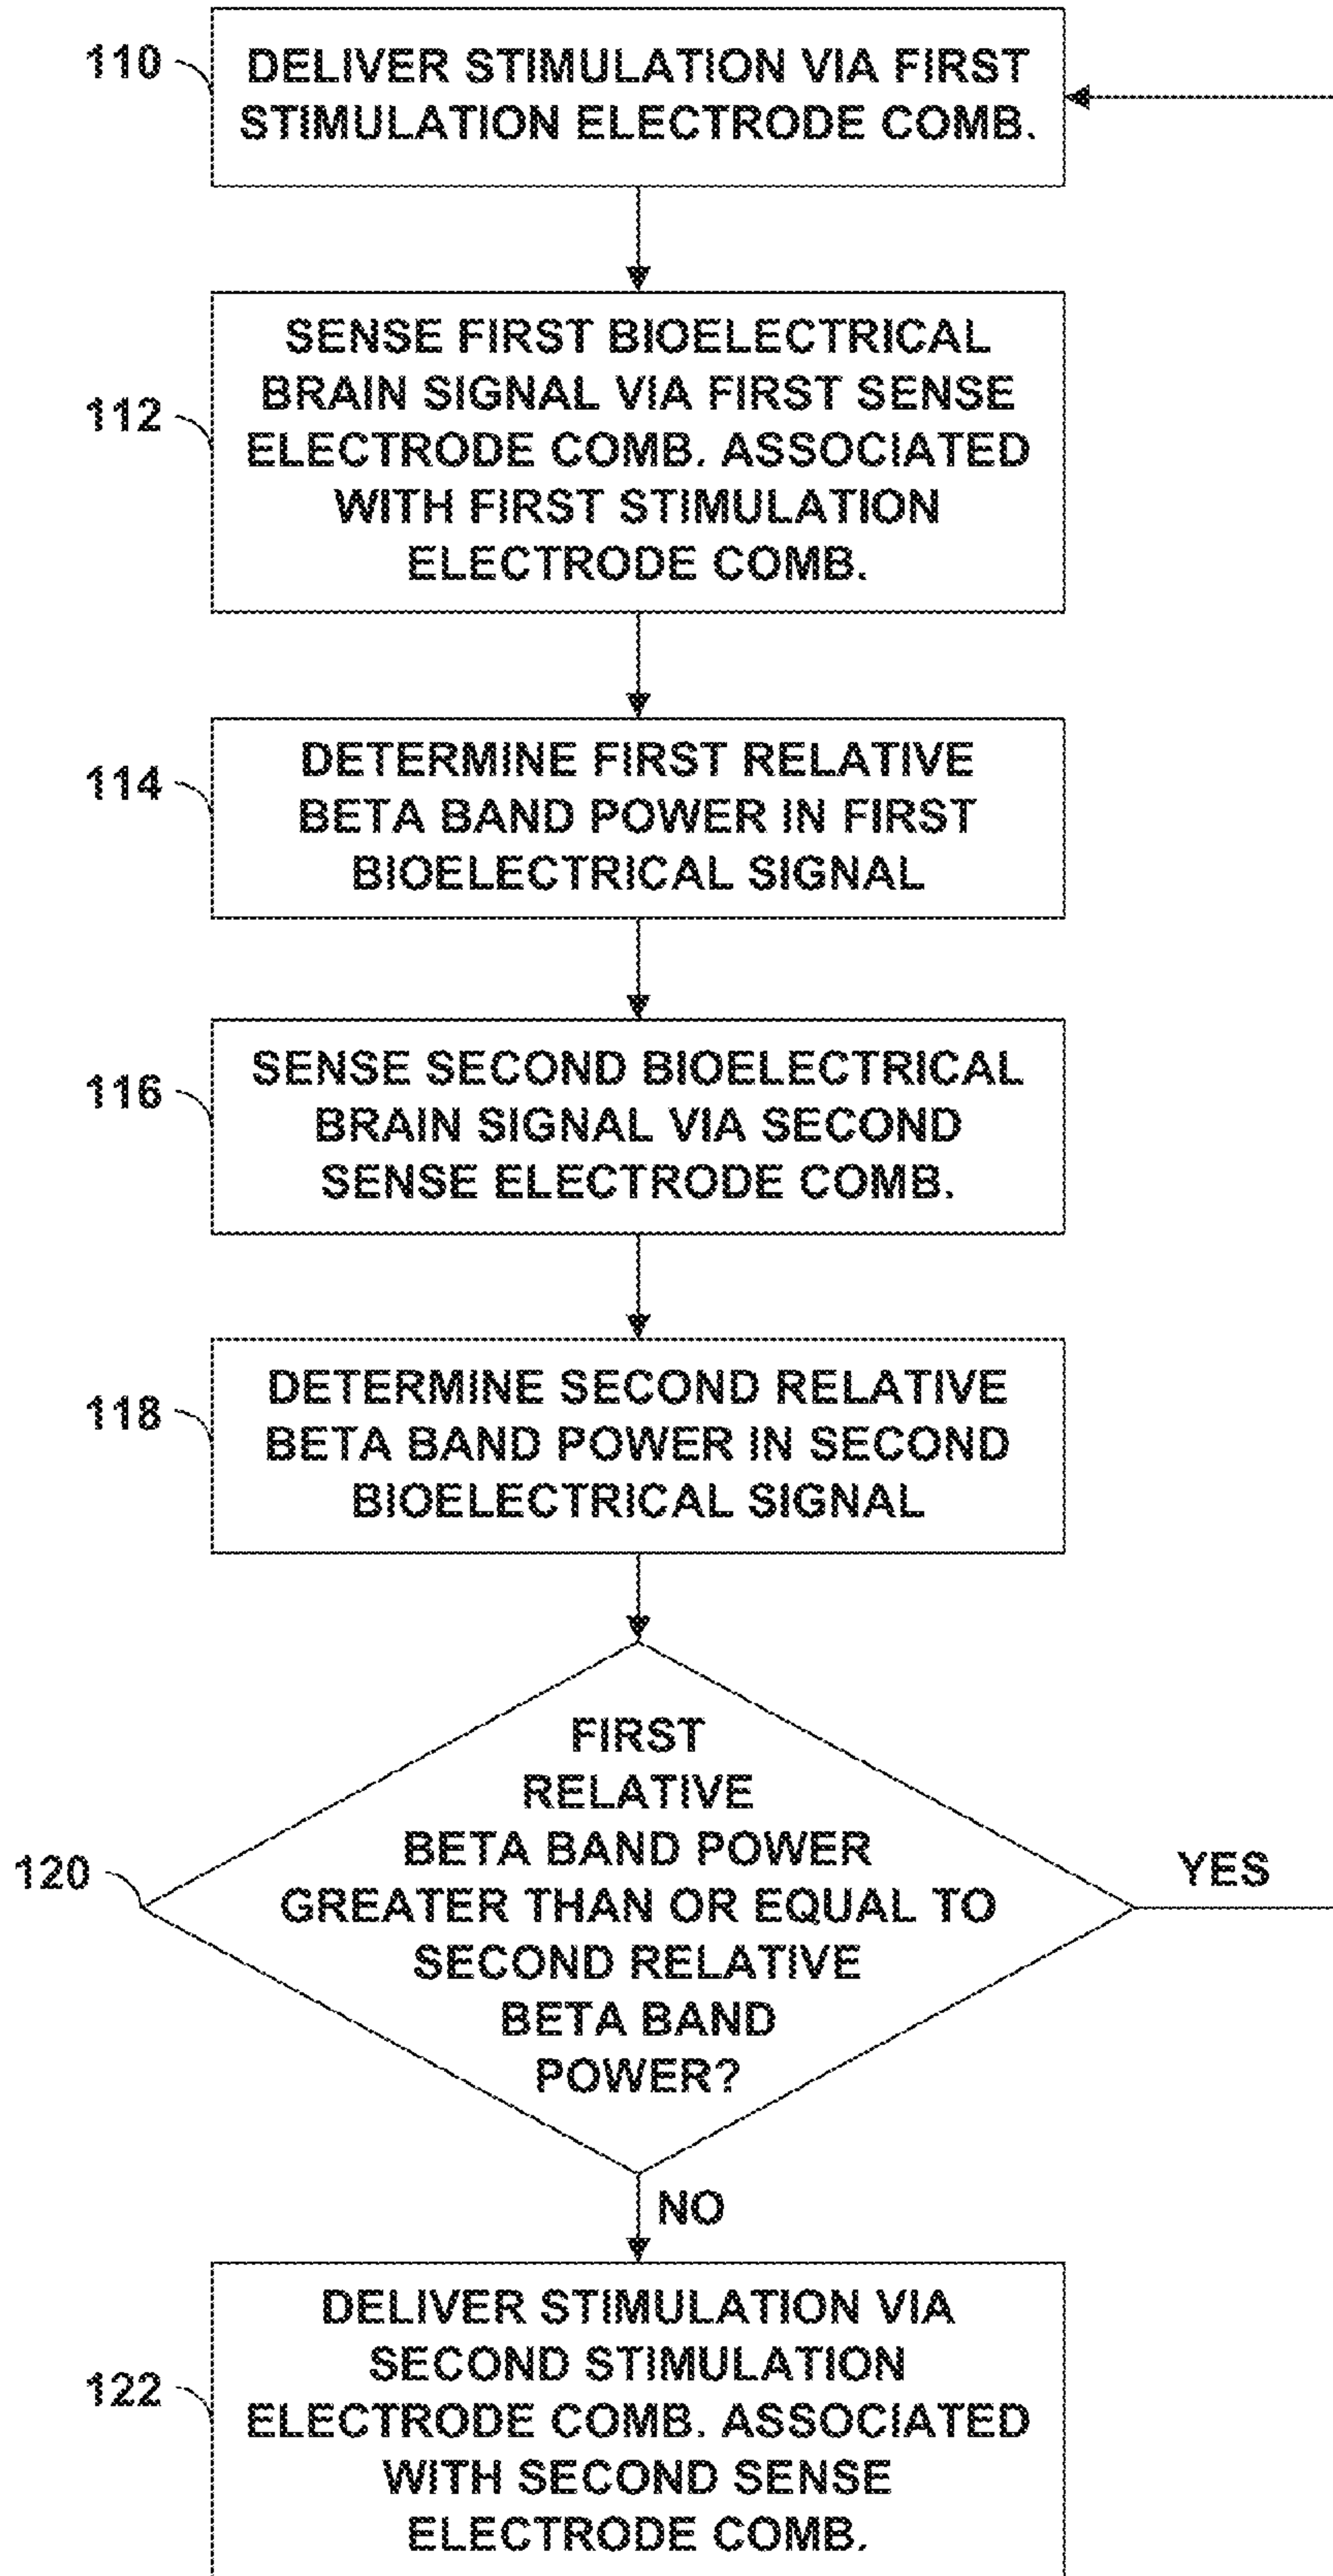 110
DELIVER STIMULATION VIA FIRST
STIMULATION ELECTRODE COMB.
112
SENSE FIRST BIOELECTRICAL
BRAIN SIGNAL VIA FIRST SENSE
ELECTRODE COMB. ASSOCIATED
WITH FIRST STIMULATION
ELECTRODE COMB.
114
DETERMINE FIRST RELATIVE
BETA BAND POWER IN FIRST
BIOELECTRICAL SIGNAL
116
SENSE SECOND BIOELECTRICAL
BRAIN SIGNAL VIA SECOND
SENSE ELECTRODE COMB.
118
DETERMINE SECOND RELATIVE
BETA BAND POWER IN SECOND
BIOELECTRICAL SIGNAL
120
FIRST
RELATIVE
BETA BAND POWER
GREATER THAN OR EQUAL TO
SECOND RELATIVE
BETA BAND
POWER?
YES
NO
122
DELIVER STIMULATION VIA
SECOND STIMULATION
ELECTRODE COMB. ASSOCIATED
WITH SECOND SENSE
ELECTRODE COMB.